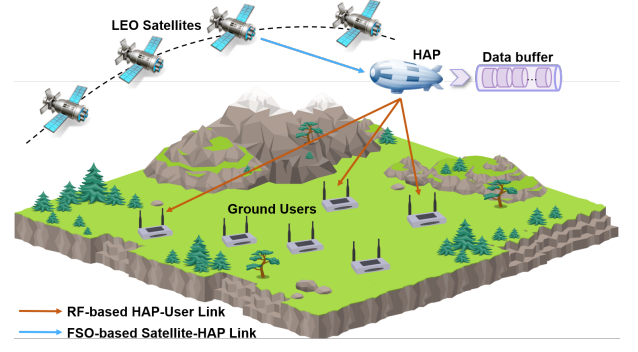 LEO Satellites
HAP
Data buffer
Ground Users
RF-based HAP-User Link
FSO-based Satellite-HAP Link